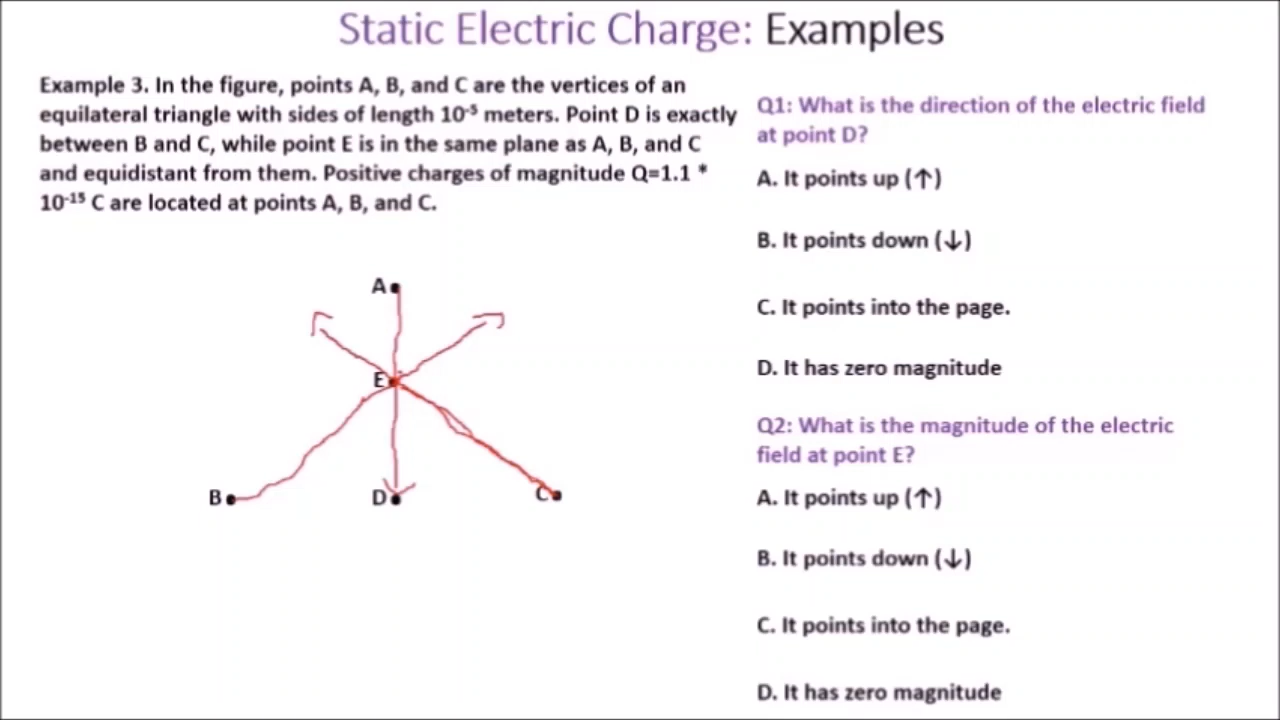 Static Electric Charge: Examples
Example 3. In the figure, points A, B, and C are the vertices of an
equilateral triangle with sides of length 10⁻⁵ meters. Point D is exactly
between B and C, while point E is in the same plane as A, B, and C
and equidistant from them. Positive charges of magnitude Q=1.1 *
10⁻¹⁵ C are located at points A, B, and C.
A
E
B
D
C
Q1: What is the direction of the electric field
at point D?
A. It points up (↑)
B. It points down (↓)
C. It points into the page.
D. It has zero magnitude
Q2: What is the magnitude of the electric
field at point E?
A. It points up (↑)
B. It points down (↓)
C. It points into the page.
D. It has zero magnitude